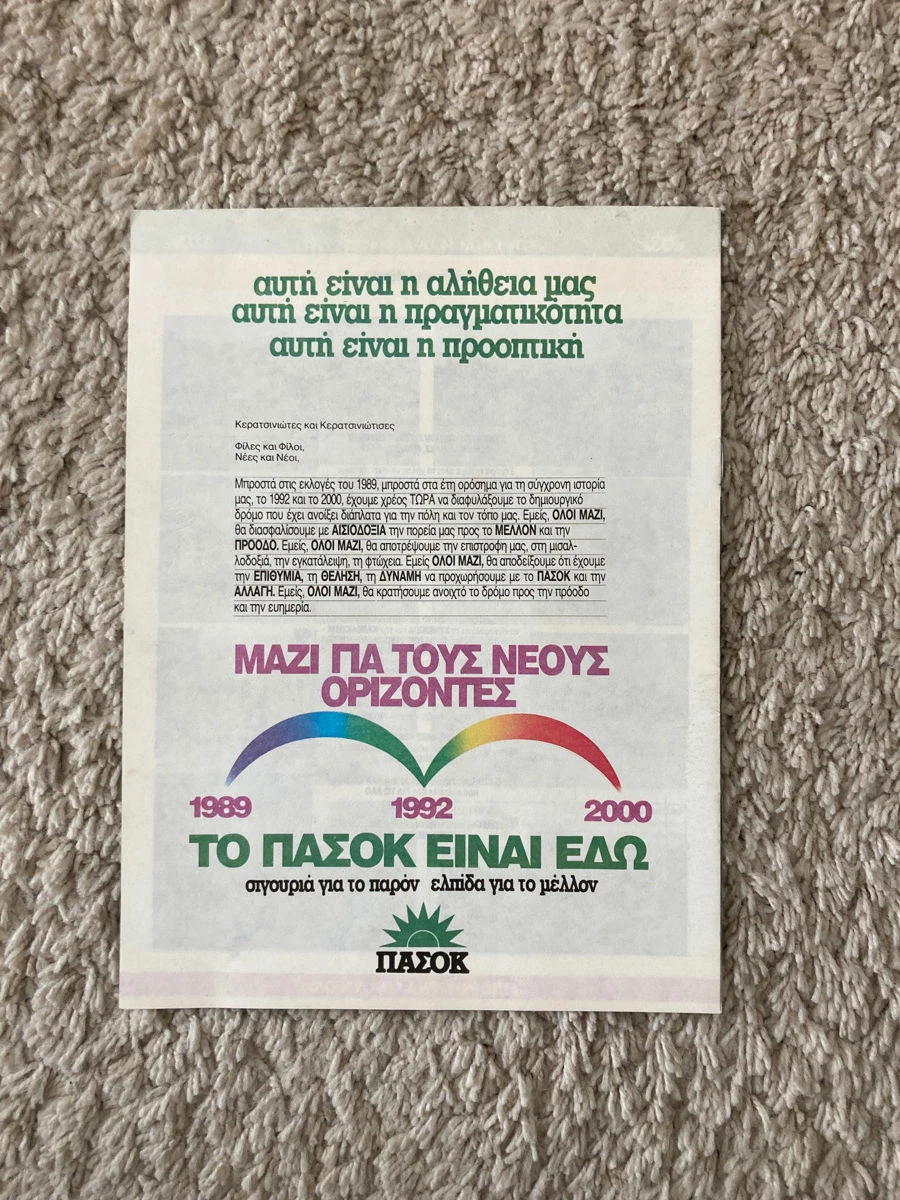 αυτή είναι η αλήθεια μας
αυτή είναι η πραγματικότητα
αυτή είναι η προοπτική
Κερατσινιώτες και Κερατσινιώτισες
Φίλες και Φίλοι,
Νέες και Νέοι,
Μπροστά στις εκλογές του 1989, μπροστά στα έτη ορόσημα για τη σύγχρονη ιστορία
μας, το 1992 και το 2000, έχουμε χρέος ΤΩΡΑ να διαφυλάξουμε το δημιουργικό
δρόμο που έχει ανοίξει διάπλατα για την πόλη και τον τόπο μας. Εμείς, ΟΛΟΙ ΜΑΖΙ,
θα διασφαλίσουμε με ΑΙΣΙΟΔΟΞΙΑ την πορεία μας προς το ΜΕΛΛΟΝ και την
ΠΡΟΟΔΟ. Εμείς, ΟΛΟΙ ΜΑΖΙ, θα αποτρέψουμε την επιστροφη μας, στη μισαλ-
λοδοξιά, την εγκατάλειψη, τη φτώχεια. Εμείς ΟΛΟΙ ΜΑΖΙ, θα αποδείξουμε ότι έχουμε
την ΕΠΙΘΥΜΙΑ, τη ΘΕΛΗΣΗ, τη ΔΥΝΑΜΗ να προχωρήσουμε με το ΠΑΣΟΚ και την
ΑΛΛΑΓΗ. Εμείς, ΟΛΟΙ ΜΑΖΙ, θα κρατήσουμε ανοιχτό το δρόμο προς την πρόοδο
και την ευημερία.
ΜΑΖΙ ΓΙΑ ΤΟΥΣ ΝΕΟΥΣ
ΟΡΙΖΟΝΤΕΣ
1989 1992 2000
ΤΟ ΠΑΣΟΚ ΕΙΝΑΙ ΕΔΩ
σιγουριά για το παρόν ελπίδα για το μέλλον
ΠΑΣΟΚ